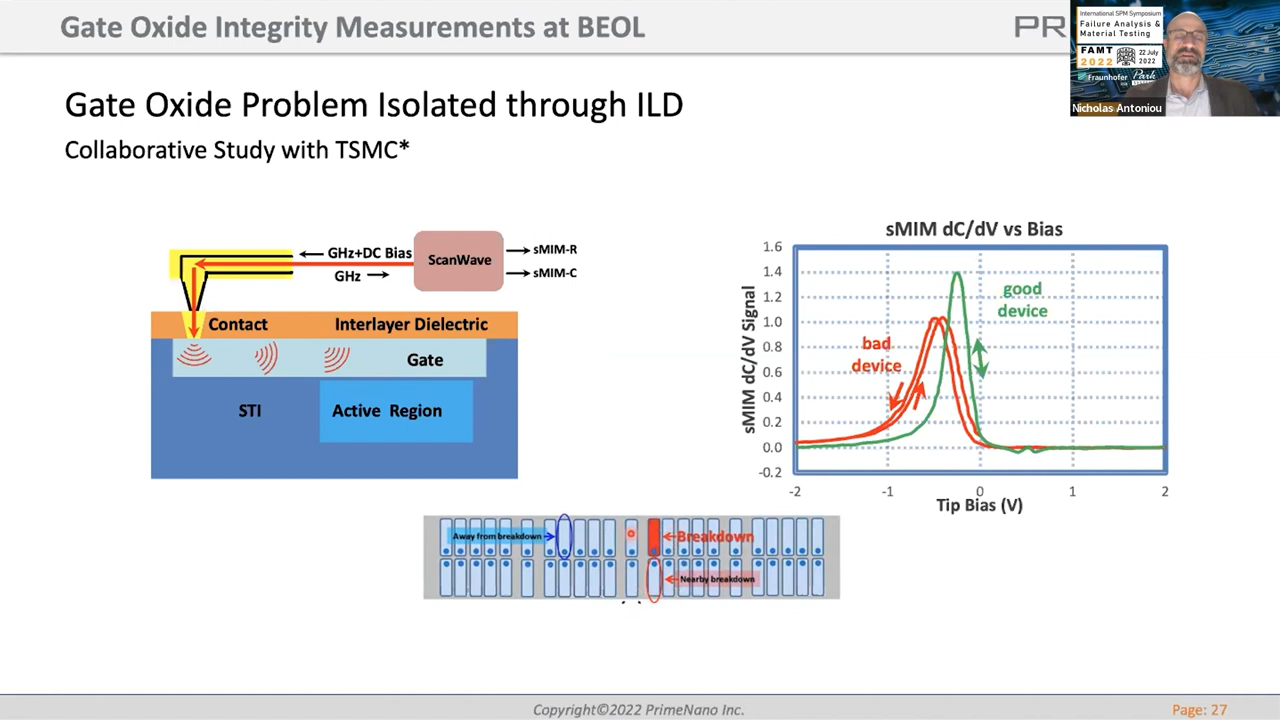 Gate Oxide Integrity Measurements at BEOL
PR
International SPM Symposium
Failure Analysis &
Material Testing
FAMT
2022
22 July
2022
Fraunhofer
Park
Nicholas Antoniou
Gate Oxide Problem Isolated through ILD
Collaborative Study with TSMC*
GHz+DC Bias
GHz
ScanWave
sMIM-R
sMIM-C
Contact
Interlayer Dielectric
Gate
STI
Active Region
sMIM dC/dV vs Bias
sMIM dC/dV Signal
1.6
1.4
1.2
1.0
0.8
0.6
0.4
0.2
0.0
-0.2
good
device
bad
device
-2 -1 0 1 2
Tip Bias (V)
Away from breakdown
Breakdown
Nearby breakdown
Copyright©2022 PrimeNano Inc.
Page: 27